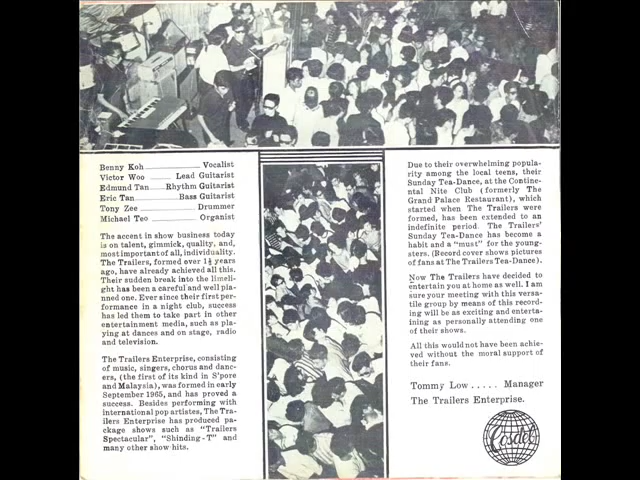 Benny Koh Vocalist
Victor Woo Lead Guitarist
Edmund Tan Rhythm Guitarist
Eric Tan Bass Guitarist
Tony Zee Drummer
Michael Teo Organist
The accent in show business today
is on talent, gimmick, quality, and,
most important of all, individuality.
The Trailers, formed over 1½ years
ago, have already achieved all this.
Their sudden break into the limeli-
ght has been a careful and well pla-
nned one. Ever since their first per-
formance in a night club, success
has led them to take part in other
entertainment media, such as pla-
ying at dances and on stage, radio
and television.
The Trailers Enterprise, consisting
of music, singers, chorus and danc-
ers, (the first of its kind in S'pore
and Malaysia), was formed in early
September 1965, and has proved a
success. Besides performing with
international pop artistes, The Tra-
ilers Enterprise has produced pa-
ckage shows such as "Trailers
Spectacular", "Shinding-T" and
many other show hits.
Due to their overwhelming popula-
rity among the local teens, their
Sunday Tea-Dance, at the Contine-
ntal Nite Club (formerly The
Grand Palace Restaurant), which
started when The Trailers were
formed, has been extended to an
indefinite period. The Trailers'
Sunday Tea-Dance has become a
habit and a "must" for the young-
sters. (Record cover shows pictures
of fans at The Trailers Tea-Dance).
Now The Trailers have decided to
entertain you at home as well. I am
sure your meeting with this versa-
tile group by means of this record-
ing will be as exciting and enterta-
ining as personally attending one
of their shows.
All this would not have been achie-
ved without the moral support of
their fans.
Tommy Low ..... Manager
The Trailers Enterprise.
Cosdel